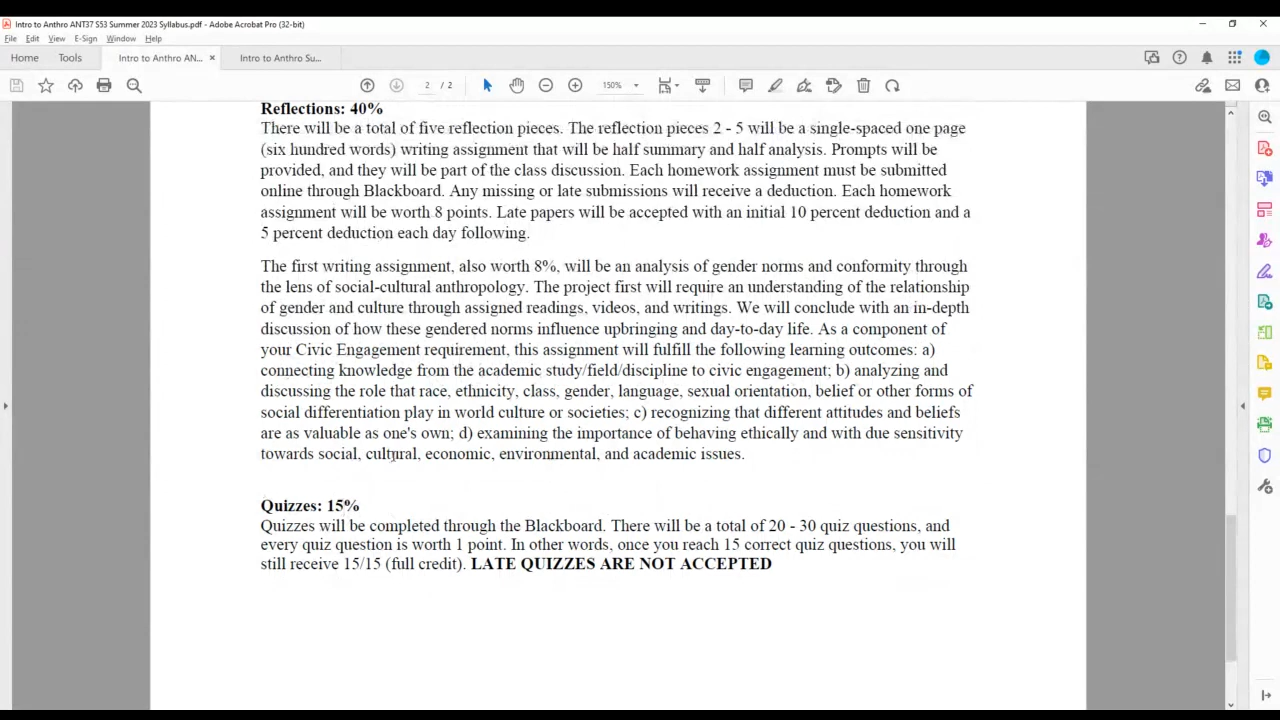 Intro to Anthro ANT37 S53 Summer 2023 Syllabus.pdf - Adobe Acrobat Pro (32-bit)
File Edit View E-Sign Window Help
Home Tools Intro to Anthro AN... × Intro to Anthro Su...
2 / 2 150%
Reflections: 40%
There will be a total of five reflection pieces. The reflection pieces 2 - 5 will be a single-spaced one page
(six hundred words) writing assignment that will be half summary and half analysis. Prompts will be
provided, and they will be part of the class discussion. Each homework assignment must be submitted
online through Blackboard. Any missing or late submissions will receive a deduction. Each homework
assignment will be worth 8 points. Late papers will be accepted with an initial 10 percent deduction and a
5 percent deduction each day following.
The first writing assignment, also worth 8%, will be an analysis of gender norms and conformity through
the lens of social-cultural anthropology. The project first will require an understanding of the relationship
of gender and culture through assigned readings, videos, and writings. We will conclude with an in-depth
discussion of how these gendered norms influence upbringing and day-to-day life. As a component of
your Civic Engagement requirement, this assignment will fulfill the following learning outcomes: a)
connecting knowledge from the academic study/field/discipline to civic engagement; b) analyzing and
discussing the role that race, ethnicity, class, gender, language, sexual orientation, belief or other forms of
social differentiation play in world culture or societies; c) recognizing that different attitudes and beliefs
are as valuable as one's own; d) examining the importance of behaving ethically and with due sensitivity
towards social, cultural, economic, environmental, and academic issues.
Quizzes: 15%
Quizzes will be completed through the Blackboard. There will be a total of 20 - 30 quiz questions, and
every quiz question is worth 1 point. In other words, once you reach 15 correct quiz questions, you will
still receive 15/15 (full credit). LATE QUIZZES ARE NOT ACCEPTED